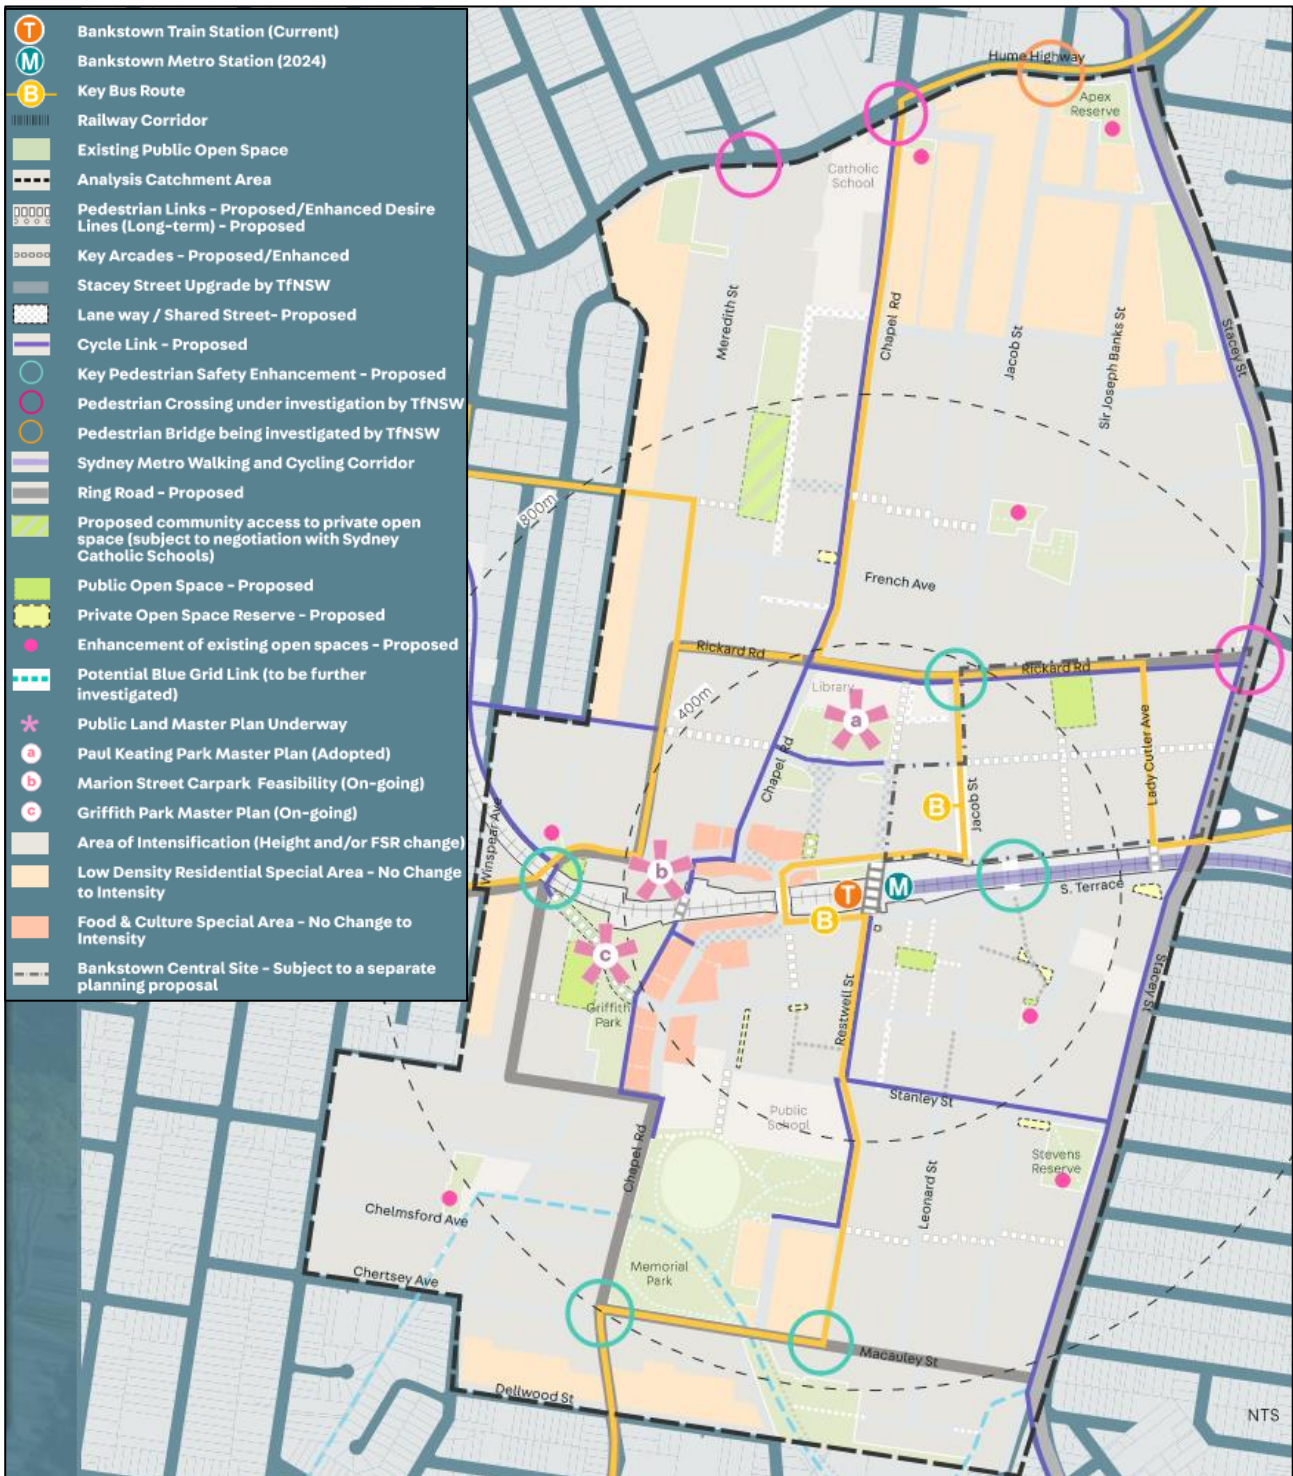 T Bankstown Train Station (Current)
M Bankstown Metro Station (2024)
B Key Bus Route
Railway Corridor
Existing Public Open Space
Analysis Catchment Area
Pedestrian Links - Proposed/Enhanced Desire
Lines (Long-term) - Proposed
Key Arcades - Proposed/Enhanced
Stacey Street Upgrade by TfNSW
Lane way / Shared Street- Proposed
Cycle Link - Proposed
Key Pedestrian Safety Enhancement - Proposed
Pedestrian Crossing under investigation by TfNSW
Pedestrian Bridge being investigated by TfNSW
Sydney Metro Walking and Cycling Corridor
Ring Road - Proposed
Proposed community access to private open
space (subject to negotiation with Sydney
Catholic Schools)
Public Open Space - Proposed
Private Open Space Reserve - Proposed
Enhancement of existing open spaces - Proposed
Potential Blue Grid Link (to be further
investigated)
Public Land Master Plan Underway
a Paul Keating Park Master Plan (Adopted)
b Marion Street Carpark Feasibility (On-going)
c Griffith Park Master Plan (On-going)
Area of Intensification (Height and/or FSR change)
Low Density Residential Special Area - No Change
to Intensity
Food & Culture Special Area - No Change to
Intensity
Bankstown Central Site - Subject to a separate
planning proposal
Hume Highway
Apex
Reserve
Catholic
School
Meredith St
Chapel Rd
Jacob St
Sir Joseph Banks St
Stacey St
800m
French Ave
Rickard Rd
Rickard Rd
400m
Library
a
Chapel Rd
Lady Cutler Ave
Jacob St
B
Winspear Ave
b
T
M
S. Terrace
B
c
Griffith
Park
Restwell St
Stacey St
Stanley St
Public
School
Chapel Rd
Leonard St
Stevens
Reserve
Chelmsford Ave
Memorial
Park
Chertsey Ave
Macauley St
Dellwood St
NTS